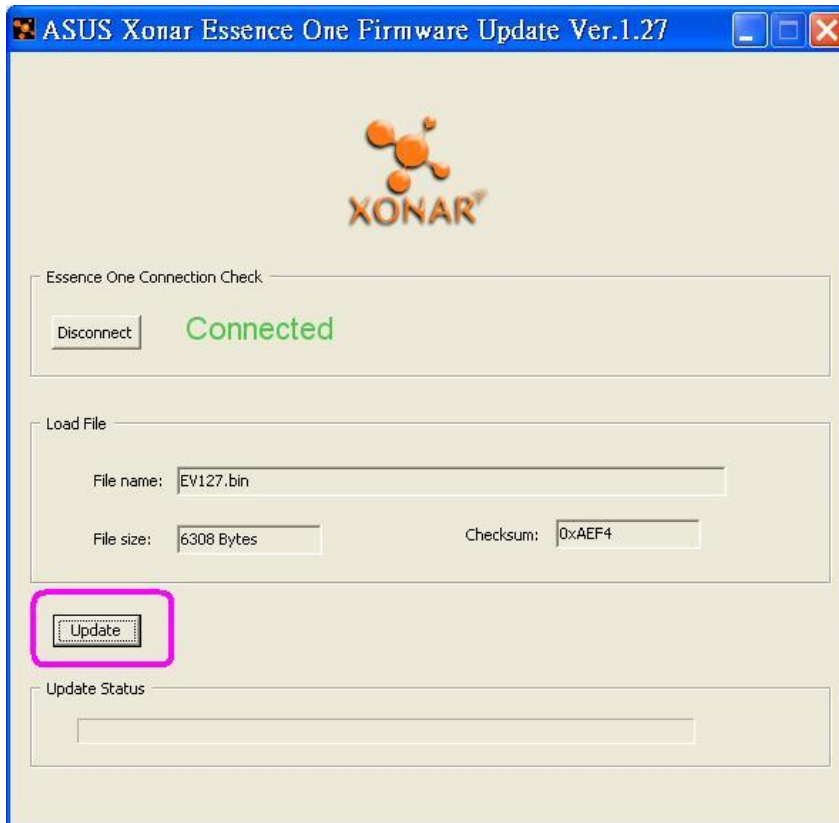 ASUS Xonar Essence One Firmware Update Ver.1.27
XONAR
Essence One Connection Check
Disconnect
Connected
Load File
File name:
EV127.bin
File size:
6308 Bytes
Checksum:
0xAEF4
Update
Update Status